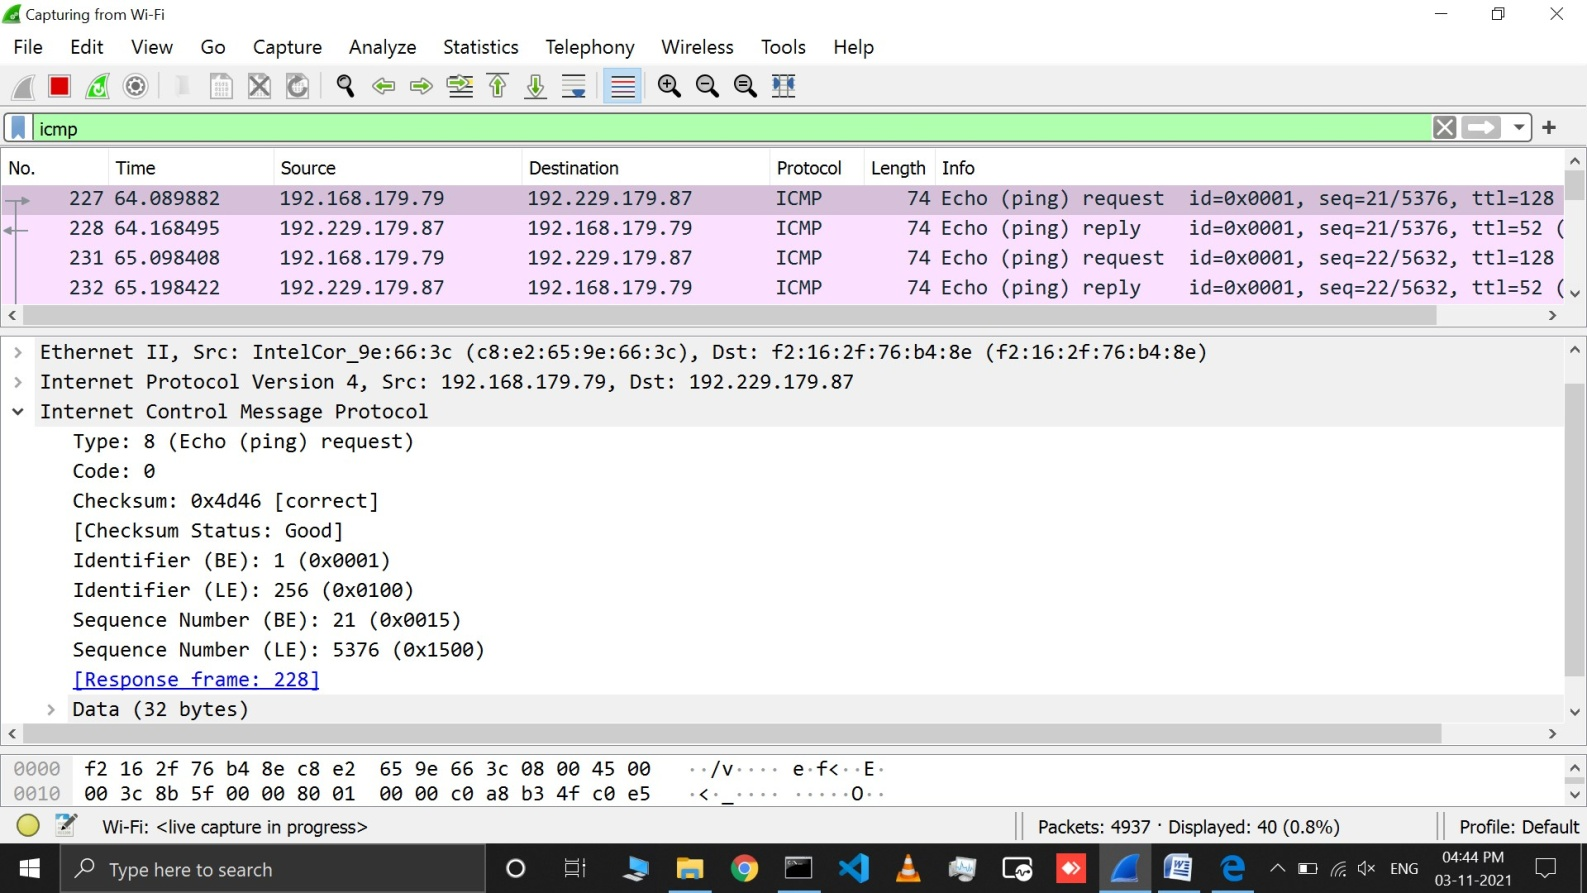 Capturing from Wi-Fi
File Edit View Go Capture Analyze Statistics Telephony Wireless Tools Help
icmp
No. Time Source Destination Protocol Length Info
227 64.089882 192.168.179.79 192.229.179.87 ICMP 74 Echo (ping) request id=0x0001, seq=21/5376, ttl=128
228 64.168495 192.229.179.87 192.168.179.79 ICMP 74 Echo (ping) reply id=0x0001, seq=21/5376, ttl=52 (
231 65.098408 192.168.179.79 192.229.179.87 ICMP 74 Echo (ping) request id=0x0001, seq=22/5632, ttl=128
232 65.198422 192.229.179.87 192.168.179.79 ICMP 74 Echo (ping) reply id=0x0001, seq=22/5632, ttl=52 (
Ethernet II, Src: IntelCor_9e:66:3c (c8:e2:65:9e:66:3c), Dst: f2:16:2f:76:b4:8e (f2:16:2f:76:b4:8e)
Internet Protocol Version 4, Src: 192.168.179.79, Dst: 192.229.179.87
Internet Control Message Protocol
Type: 8 (Echo (ping) request)
Code: 0
Checksum: 0x4d46 [correct]
[Checksum Status: Good]
Identifier (BE): 1 (0x0001)
Identifier (LE): 256 (0x0100)
Sequence Number (BE): 21 (0x0015)
Sequence Number (LE): 5376 (0x1500)
[Response frame: 228]
Data (32 bytes)
0000 f2 16 2f 76 b4 8e c8 e2 65 9e 66 3c 08 00 45 00 ··/v···· e·f<··E·
0010 00 3c 8b 5f 00 00 80 01 00 00 c0 a8 b3 4f c0 e5 ·<·_···· ·····O··
Wi-Fi: <live capture in progress> Packets: 4937 · Displayed: 40 (0.8%) Profile: Default
Type here to search ENG 04:44 PM
03-11-2021